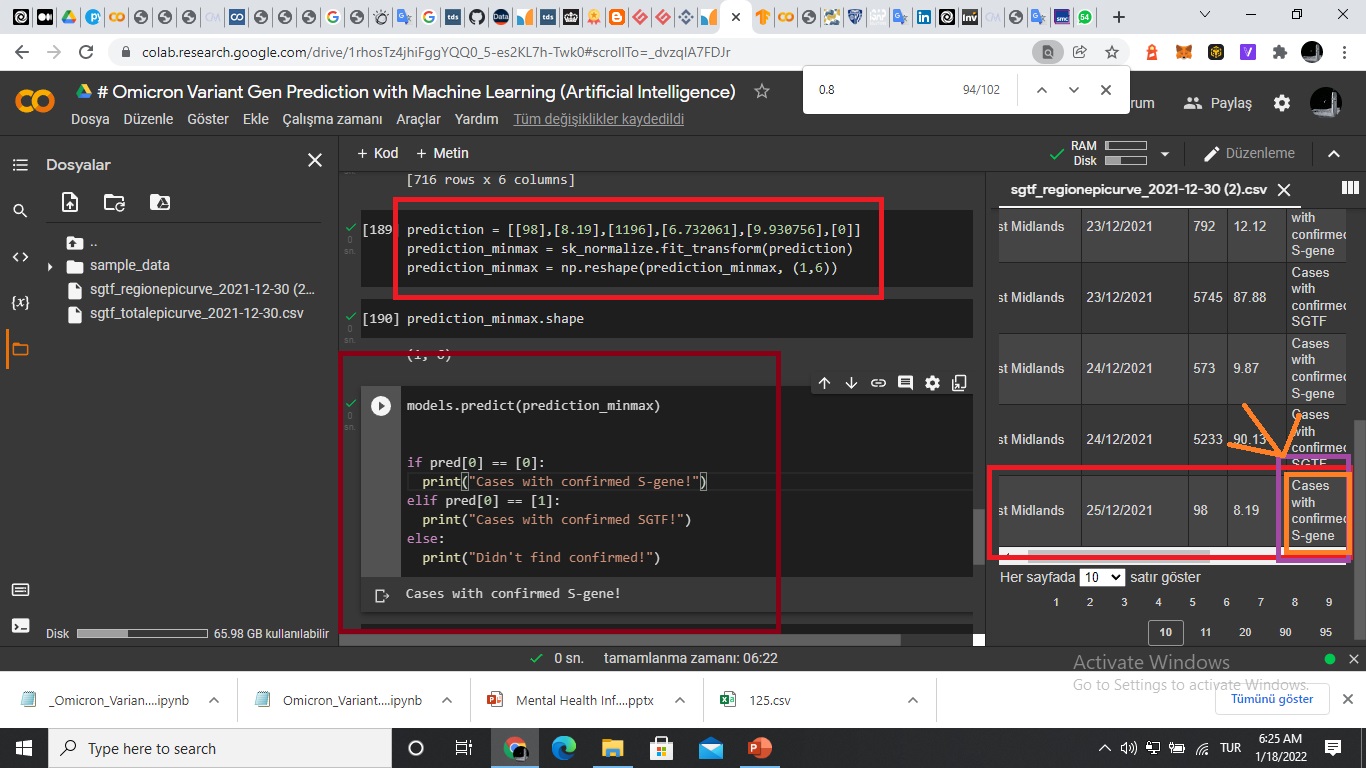 colab.research.google.com/drive/1rhosTz4jhiFggYQQ0_5-es2KL7h-Twk0#scrollTo=_dvzqIA7FDJr
0.8
94/102
# Omicron Variant Gen Prediction with Machine Learning (Artificial Intelligence)
Dosya Düzenle Göster Ekle Çalışma zamanı Araçlar Yardım Tüm değişiklikler kaydedildi
Paylaş
Dosyalar
+ Kod + Metin
RAM
Disk
Düzenleme
..
sample_data
sgtf_regionepicurve_2021-12-30 (2...
sgtf_totalepicurve_2021-12-30.csv
Disk 65.98 GB kullanılabilir
[716 rows x 6 columns]
[189] prediction = [[98],[8.19],[1196],[6.732061],[9.930756],[0]]
prediction_minmax = sk_normalize.fit_transform(prediction)
prediction_minmax = np.reshape(prediction_minmax, (1,6))
0
sn.
[190] prediction_minmax.shape
0
sn.
(1, 6)
0
sn.
models.predict(prediction_minmax)
if pred[0] == [0]:
print("Cases with confirmed S-gene!")
elif pred[0] == [1]:
print("Cases with confirmed SGTF!")
else:
print("Didn't find confirmed!")
Cases with confirmed S-gene!
sgtf_regionepicurve_2021-12-30 (2).csv
st Midlands 23/12/2021 792 12.12
with
confirmed
S-gene
st Midlands 23/12/2021 5745 87.88
Cases
with
confirmed
SGTF
st Midlands 24/12/2021 573 9.87
Cases
with
confirmed
S-gene
st Midlands 24/12/2021 5233 90.13
Cases
with
confirmed
SGTF
st Midlands 25/12/2021 98 8.19
Cases
with
confirmed
S-gene
Her sayfada 10 satır göster
1 2 3 4 5 6 7 8 9
10 11 20 90 95
0 sn. tamamlanma zamanı: 06:22
Activate Windows
Go to Settings to activate Windows.
_Omicron_Varian....ipynb
Omicron_Variant....ipynb
Mental Health Inf....pptx
125.csv
Tümünü göster
Type here to search
TUR
6:25 AM
1/18/2022